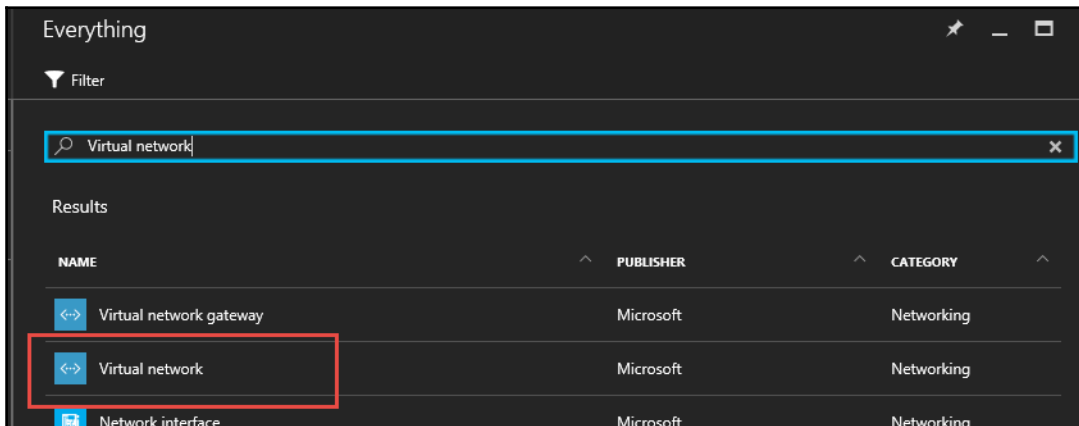 Everything
Filter
Virtual network
Results
NAME PUBLISHER CATEGORY
Virtual network gateway Microsoft Networking
Virtual network Microsoft Networking
Network interface Microsoft Networking